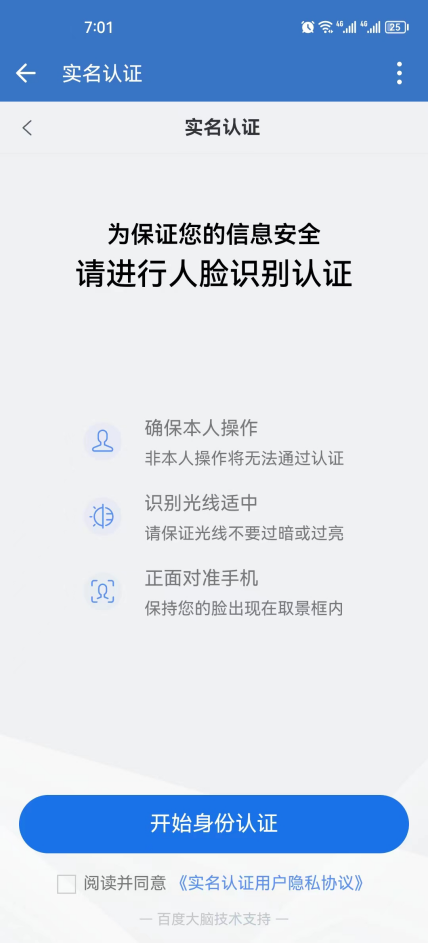 7:01
4G 4G 25
实名认证
实名认证
为保证您的信息安全
请进行人脸识别认证
确保本人操作
非本人操作将无法通过认证
识别光线适中
请保证光线不要过暗或过亮
正面对准手机
保持您的脸出现在取景框内
开始身份认证
阅读并同意 《实名认证用户隐私协议》
— 百度大脑技术支持 —